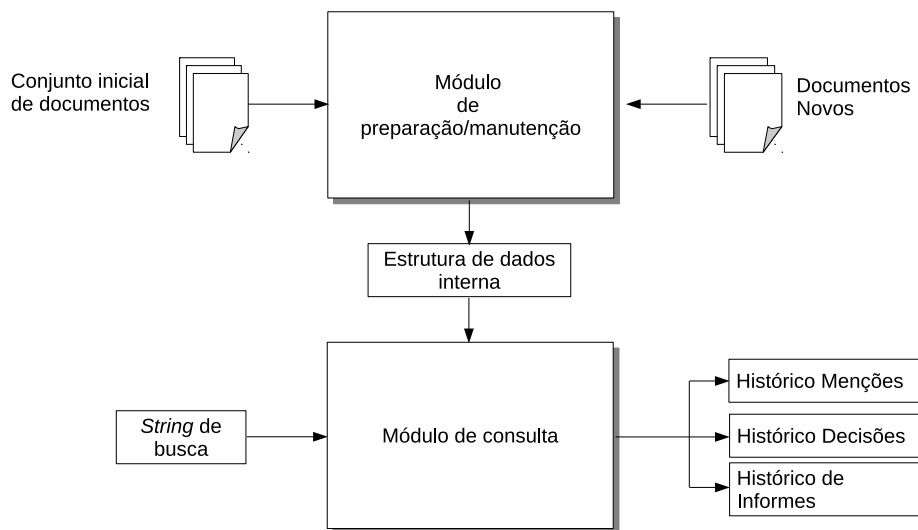 Conjunto inicial
de documentos
Módulo
de
preparação/manutenção
Documentos
Novos
Estrutura de dados
interna
String de
busca
Módulo de consulta
Histórico Menções
Histórico Decisões
Histórico de
Informes